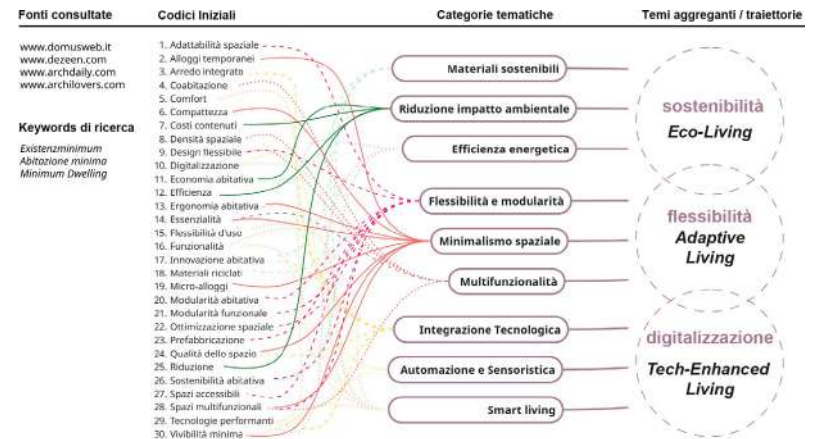 Fonti consultate
Codici Iniziali
Categorie tematiche
Temi aggreganti / traiettorie
www.domusweb.it
www.dezeen.com
www.archdaily.com
www.archilovers.com
Keywords di ricerca
Existenzminimum
Abitazione minima
Minimum Dwelling
1. Adattabilità spaziale
2. Alloggi temporanei
3. Arredo integrato
4. Coabitazione
5. Comfort
6. Compattezza
7. Costi contenuti
8. Densità spaziale
9. Design flessibile
10. Digitalizzazione
11. Economia abitativa
12. Efficienza
13. Ergonomia abitativa
14. Essenzialità
15. Flessibilità d'uso
16. Funzionalità
17. Innovazione abitativa
18. Materiali riciclati
19. Micro-alloggi
20. Modularità abitativa
21. Modularità funzionale
22. Ottimizzazione spaziale
23. Prefabbricazione
24. Qualità dello spazio
25. Riduzione
26. Sostenibilità abitativa
27. Spazi accessibili
28. Spazi multifunzionali
29. Tecnologie performanti
30. Vivibilità minima
Materiali sostenibili
Riduzione impatto ambientale
Efficienza energetica
Flessibilità e modularità
Minimalismo spaziale
Multifunzionalità
Integrazione Tecnologica
Automazione e Sensoristica
Smart living
sostenibilità
Eco-Living
flessibilità
Adaptive
Living
digitalizzazione
Tech-Enhanced
Living